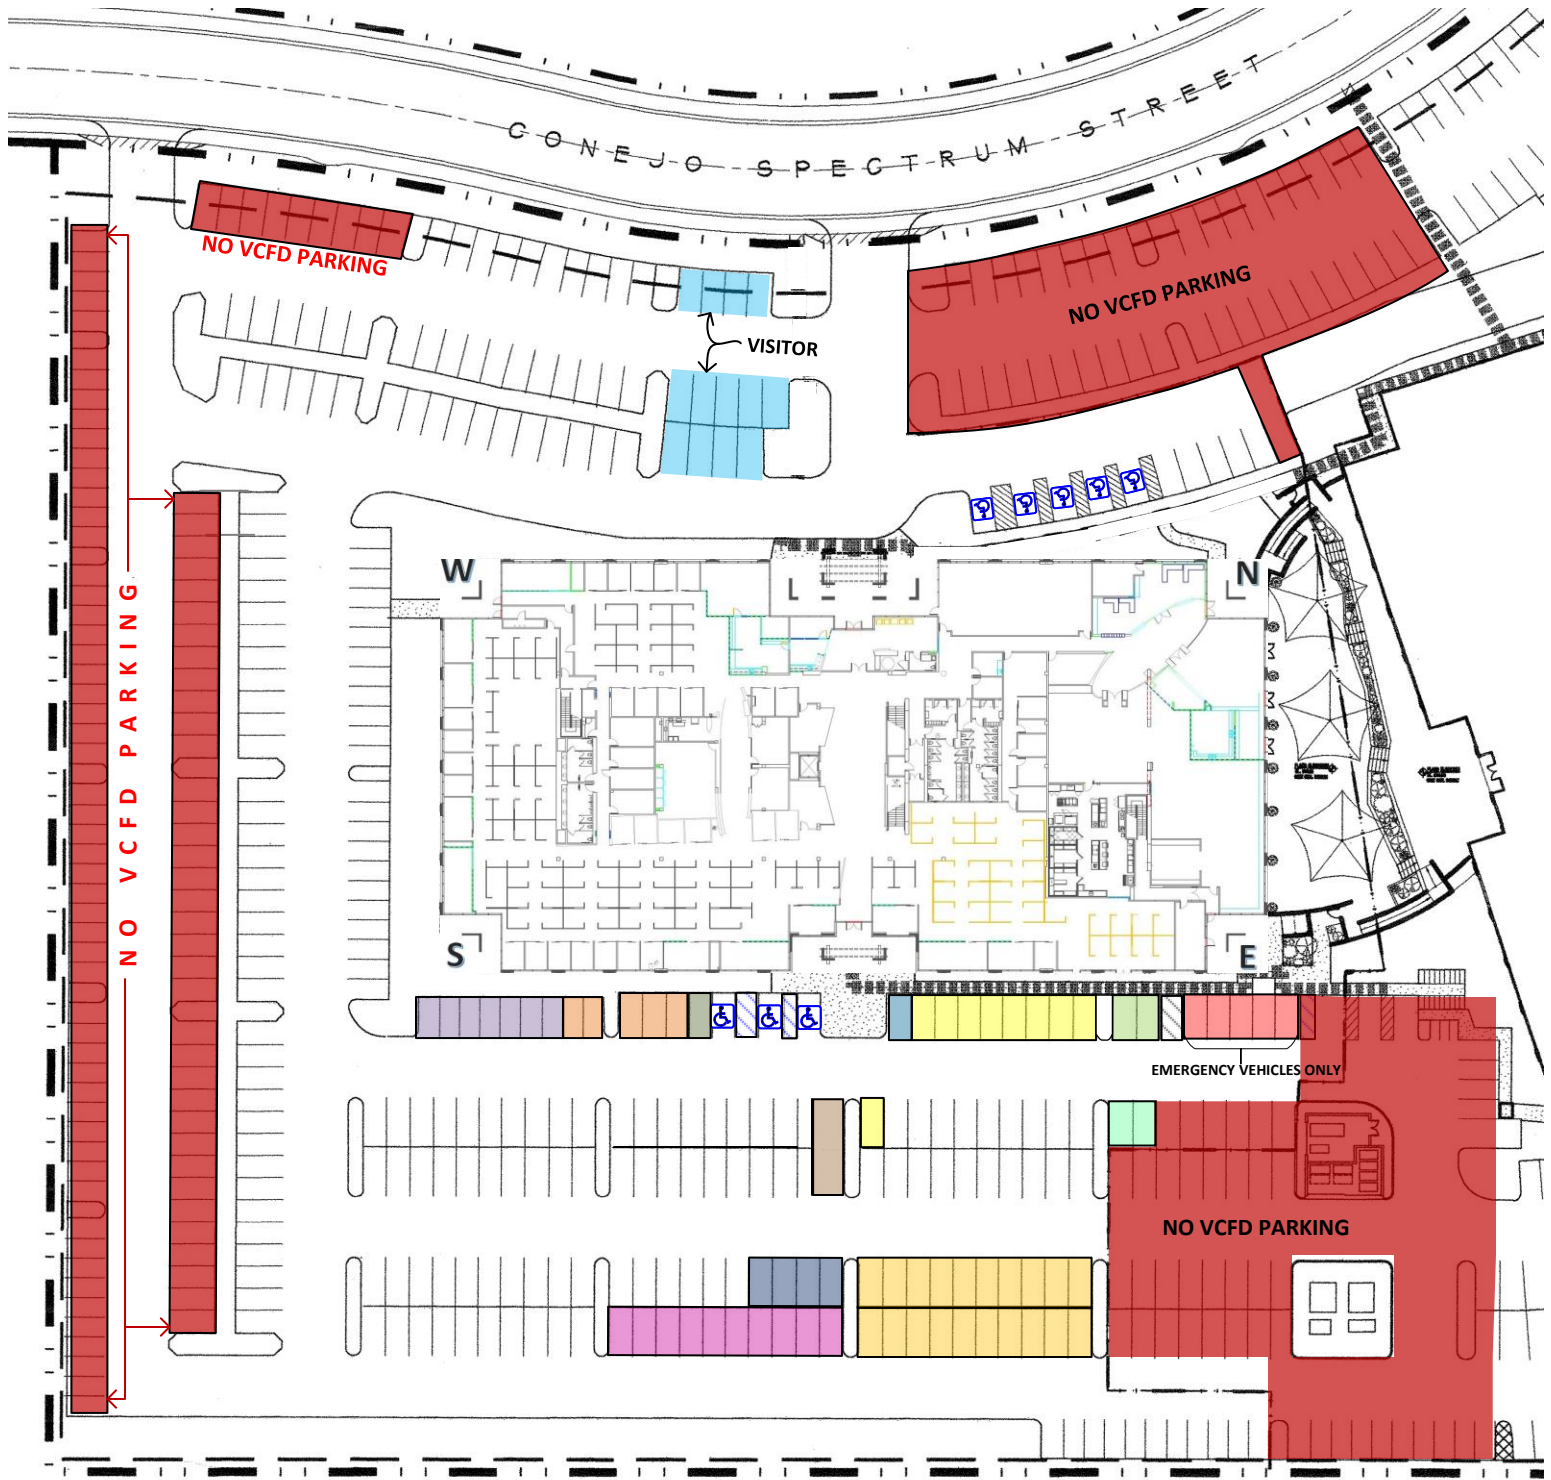 CONEJO SPECTRUM STREET
NO VCFD PARKING
NO VCFD PARKING
VISITOR
NO VCFD PARKING
W
N
S
E
EMERGENCY VEHICLES ONLY
NO VCFD PARKING